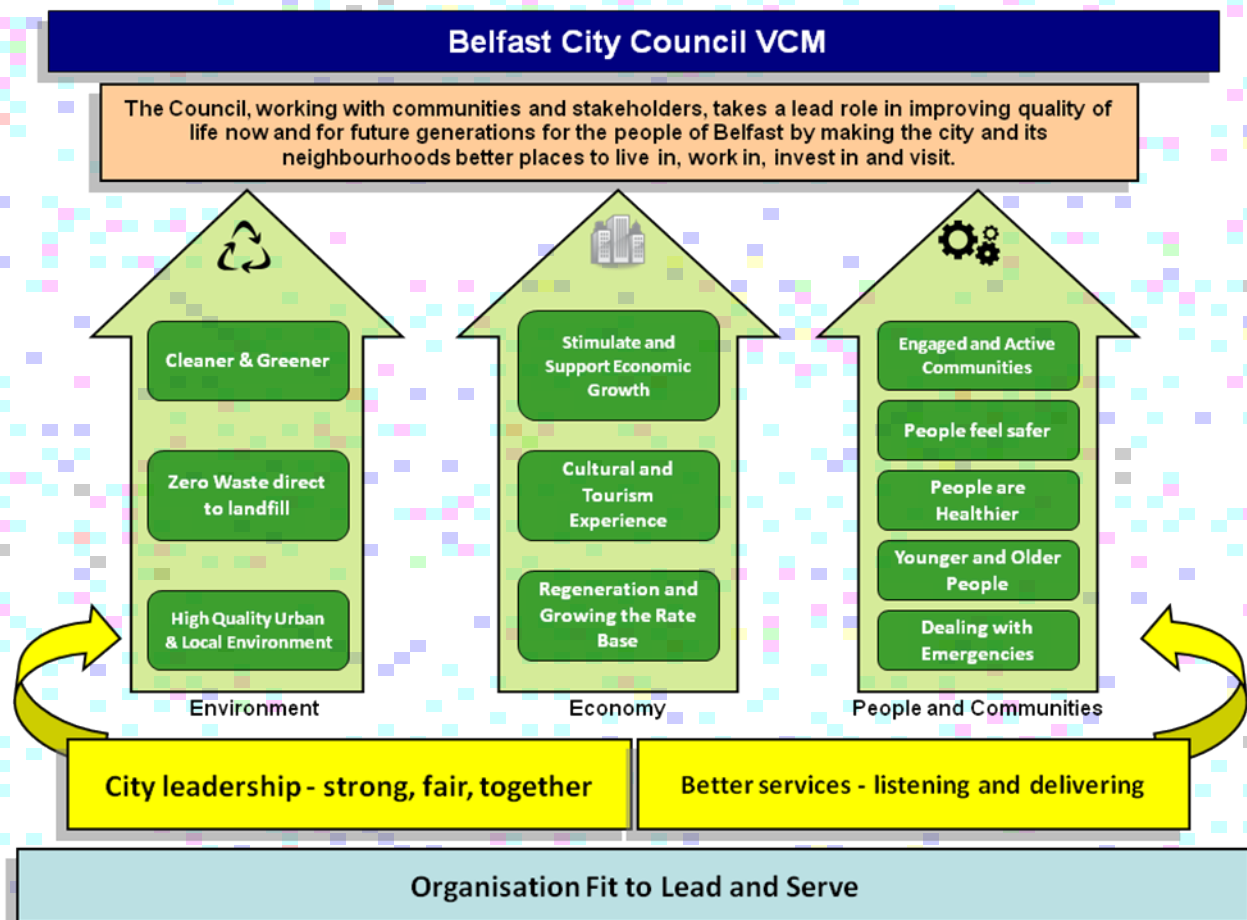 Belfast City Council VCM
The Council, working with communities and stakeholders, takes a lead role in improving quality of
life now and for future generations for the people of Belfast by making the city and its
neighbourhoods better places to live in, work in, invest in and visit.
Cleaner & Greener
Zero Waste direct
to landfill
High Quality Urban
& Local Environment
Environment
Stimulate and
Support Economic
Growth
Cultural and
Tourism
Experience
Regeneration and
Growing the Rate
Base
Economy
Engaged and Active
Communities
People feel safer
People are
Healthier
Younger and Older
People
Dealing with
Emergencies
People and Communities
City leadership - strong, fair, together
Better services - listening and delivering
Organisation Fit to Lead and Serve